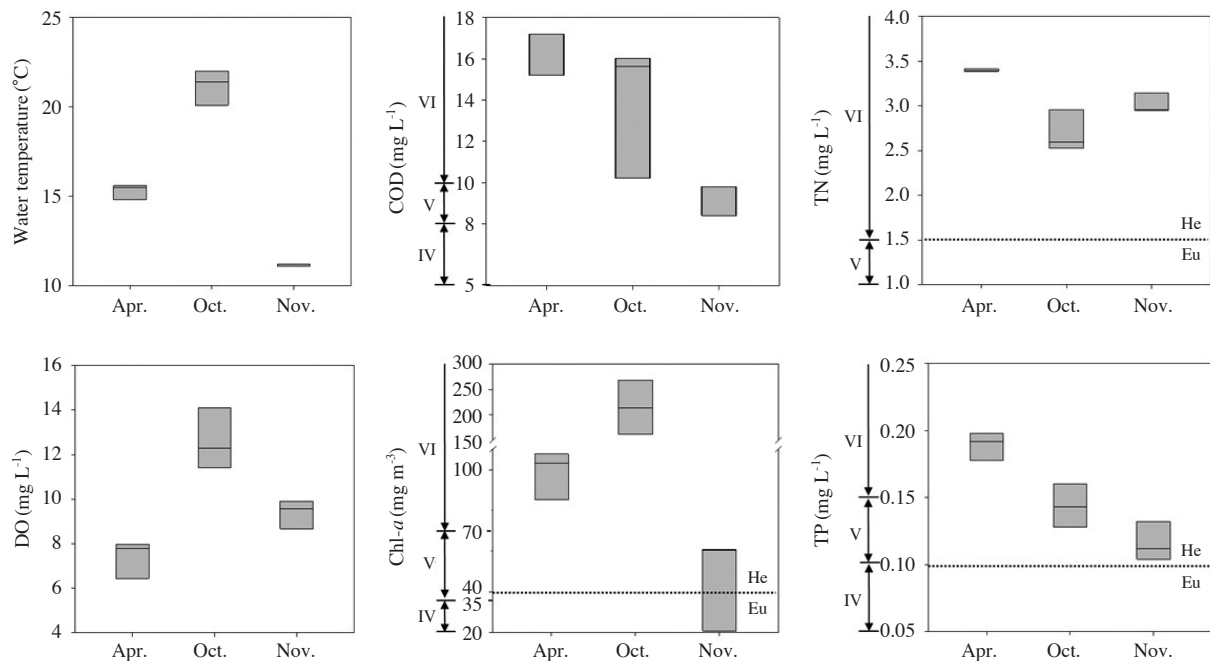 Water temperature (°C)
25
20
15
10
Apr.
Oct.
Nov.
COD (mg L-1)
VI
V
IV
18
16
14
12
10
8
5
Apr.
Oct.
Nov.
TN (mg L-1)
VI
V
4.0
3.5
3.0
2.5
2.0
1.5
1.0
He
Eu
Apr.
Oct.
Nov.
DO (mg L-1)
16
14
12
10
8
6
4
Apr.
Oct.
Nov.
Chl-a (mg m-3)
VI
V
IV
300
250
200
150
100
70
40
35
20
He
Eu
Apr.
Oct.
Nov.
TP (mg L-1)
VI
V
IV
0.25
0.20
0.15
0.10
0.05
He
Eu
Apr.
Oct.
Nov.